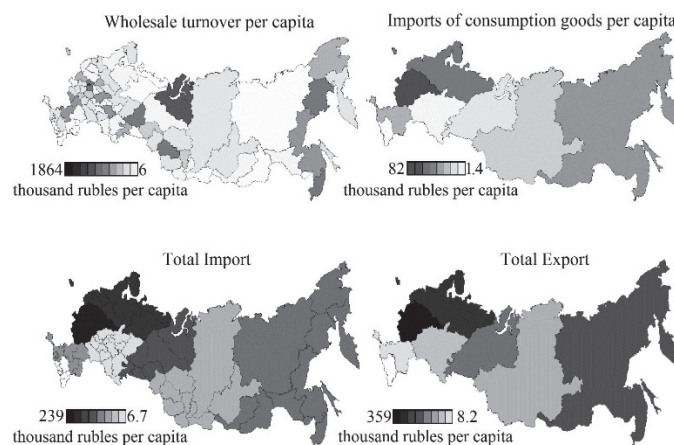 Wholesale turnover per capita
Imports of consumption goods per capita
1864 6
thousand rubles per capita
82 1.4
thousand rubles per capita
Total Import
Total Export
239 6.7
thousand rubles per capita
359 8.2
thousand rubles per capita